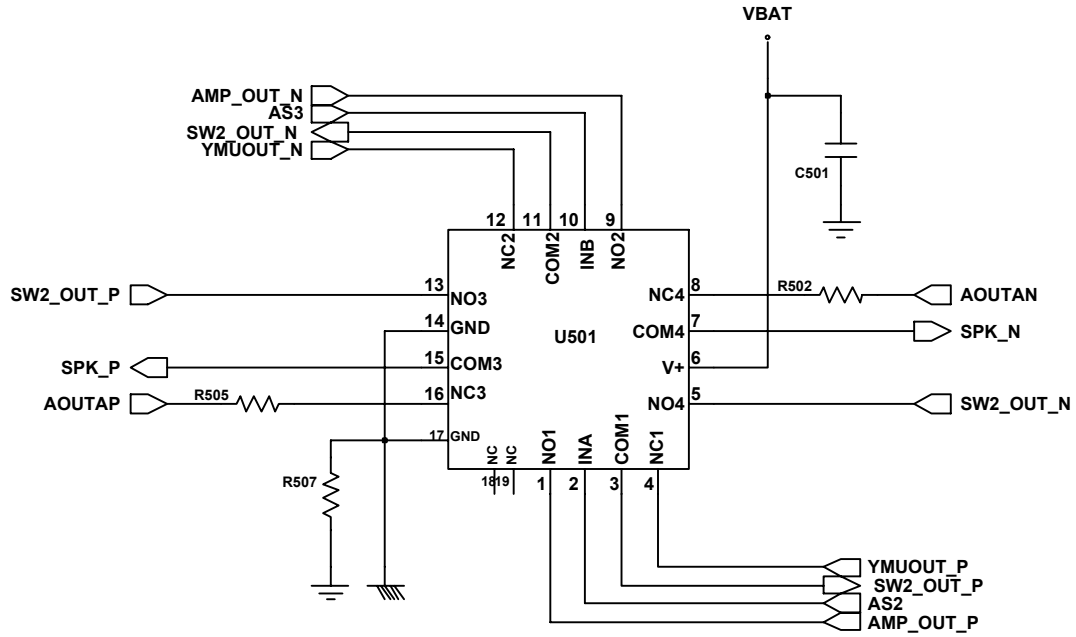 VBAT
AMP_OUT_N
AS3
SW2_OUT_N
YMUOUT_N
C501
12 11 10 9
NC2 COM2 INB NO2
SW2_OUT_P 13 NO3
NC4 8 R502 AOUTAN
14 GND
U501
COM4 7 SPK_N
SPK_P 15 COM3
V+ 6
AOUTAP R505 16 NC3
NO4 5 SW2_OUT_N
17 GND
NC NC NO1 INA COM1 NC1
18 19 1 2 3 4
R507
YMUOUT_P
SW2_OUT_P
AS2
AMP_OUT_P